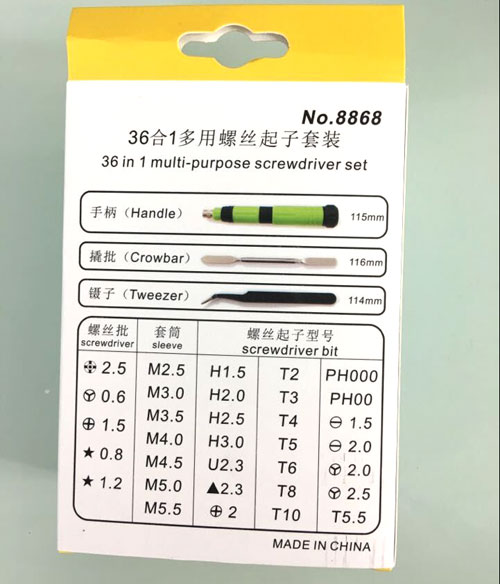 No.8868
36合1多用螺丝起子套装
36 in 1 multi-purpose screwdriver set
手柄（Handle） 115mm
撬批（Crowbar） 116mm
镊子（Tweezer） 114mm
螺丝批 套筒 螺丝起子型号
screwdriver sleeve screwdriver bit
2.5 M2.5 H1.5 T2 PH000
0.6 M3.0 H2.0 T3 PH00
1.5 M3.5 H2.5 T4 ⊖ 1.5
★ 0.8 M4.0 H3.0 T5 ⊖ 2.0
★ 1.2 M4.5 U2.3 T6 2.0
M5.0 ▲2.3 T8 2.5
M5.5 ⊕ 2 T10 T5.5
MADE IN CHINA